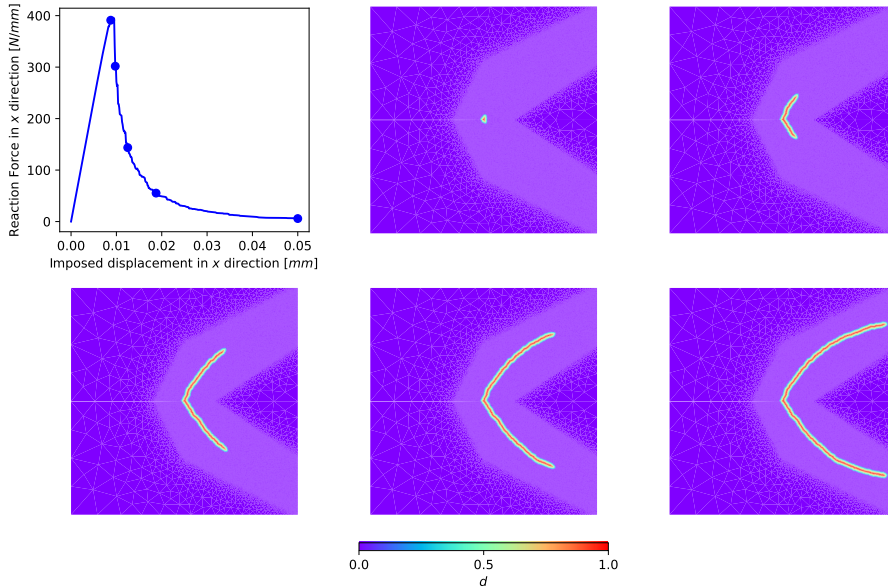 Reaction Force in x direction [N/mm]
400
300
200
100
0
0.00 0.01 0.02 0.03 0.04 0.05
Imposed displacement in x direction [mm]
0.0 0.5 1.0
d